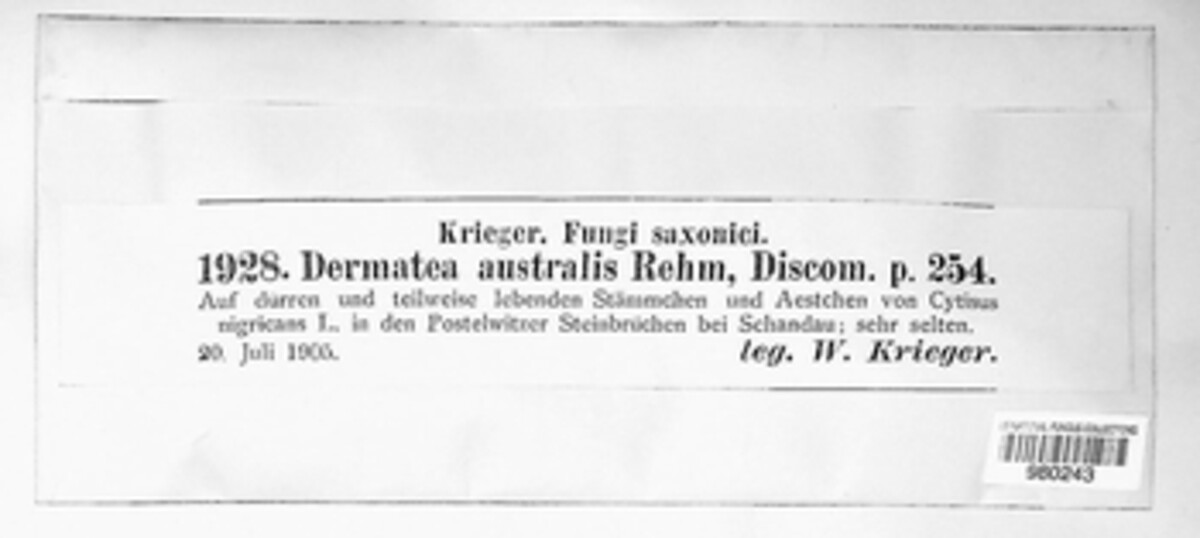 Krieger. Fungi saxonici.
1928. Dermatea australis Rehm, Discom. p. 254.
Auf dürren und teilweise lebenden Stämmchen und Aestchen von Cytisus
nigricans L. in den Postelwitzer Steinbrüchen bei Schandau; sehr selten.
20. Juli 1905.
leg. W. Krieger.
980243